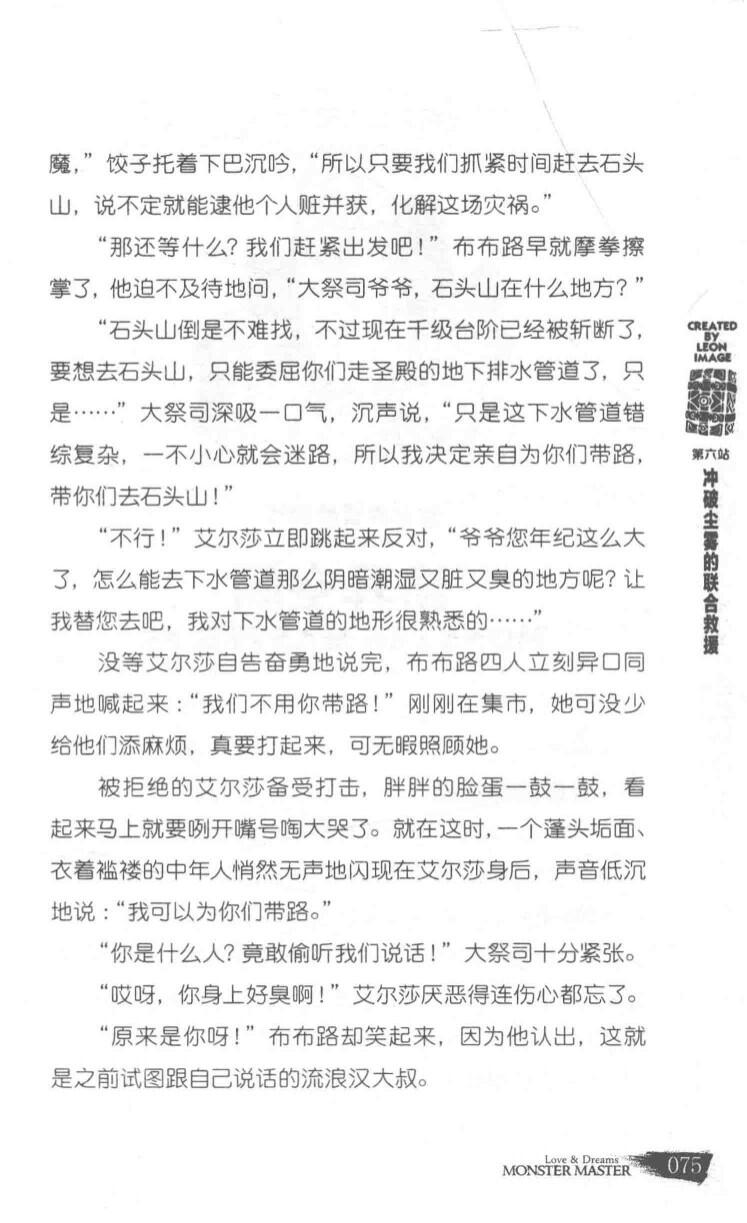 魔，”饺子托着下巴沉吟，“所以只要我们抓紧时间赶去石头
山，说不定就能逮他个人赃并获，化解这场灾祸。”
“那还等什么？我们赶紧出发吧！”布布路早就摩拳擦
掌了，他迫不及待地问，“大祭司爷爷，石头山在什么地方？”
“石头山倒是不难找，不过现在千级台阶已经被斩断了，
要想去石头山，只能委屈你们走圣殿的地下排水管道了，只
是……”大祭司深吸一口气，沉声说，“只是这下水管道错
综复杂，一不小心就会迷路，所以我决定亲自为你们带路，
带你们去石头山！”
“不行！”艾尔莎立即跳起来反对，“爷爷您年纪这么大
了，怎么能去下水管道那么阴暗潮湿又脏又臭的地方呢？让
我替您去吧，我对下水管道的地形很熟悉的……”
没等艾尔莎自告奋勇地说完，布布路四人立刻异口同
声地喊起来：“我们不用你带路！”刚刚在集市，她可没少
给他们添麻烦，真要打起来，可无暇照顾她。
被拒绝的艾尔莎备受打击，胖胖的脸蛋一鼓一鼓，看
起来马上就要咧开嘴号啕大哭了。就在这时，一个蓬头垢面、
衣着褴褛的中年人悄然无声地闪现在艾尔莎身后，声音低沉
地说：“我可以为你们带路。”
“你是什么人？竟敢偷听我们说话！”大祭司十分紧张。
“哎呀，你身上好臭啊！”艾尔莎厌恶得连伤心都忘了。
“原来是你呀！”布布路却笑起来，因为他认出，这就
是之前试图跟自己说话的流浪汉大叔。
CREATED
BY
LEON
IMAGE
第六站
冲破尘雾的联合救援
Love & Dreams
MONSTER MASTER
075